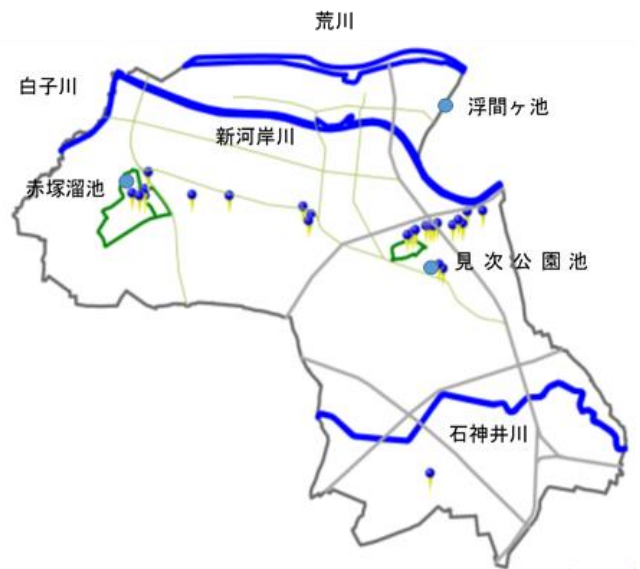 荒川
白子川
浮間ヶ池
新河岸川
赤塚溜池
見次公園池
石神井川